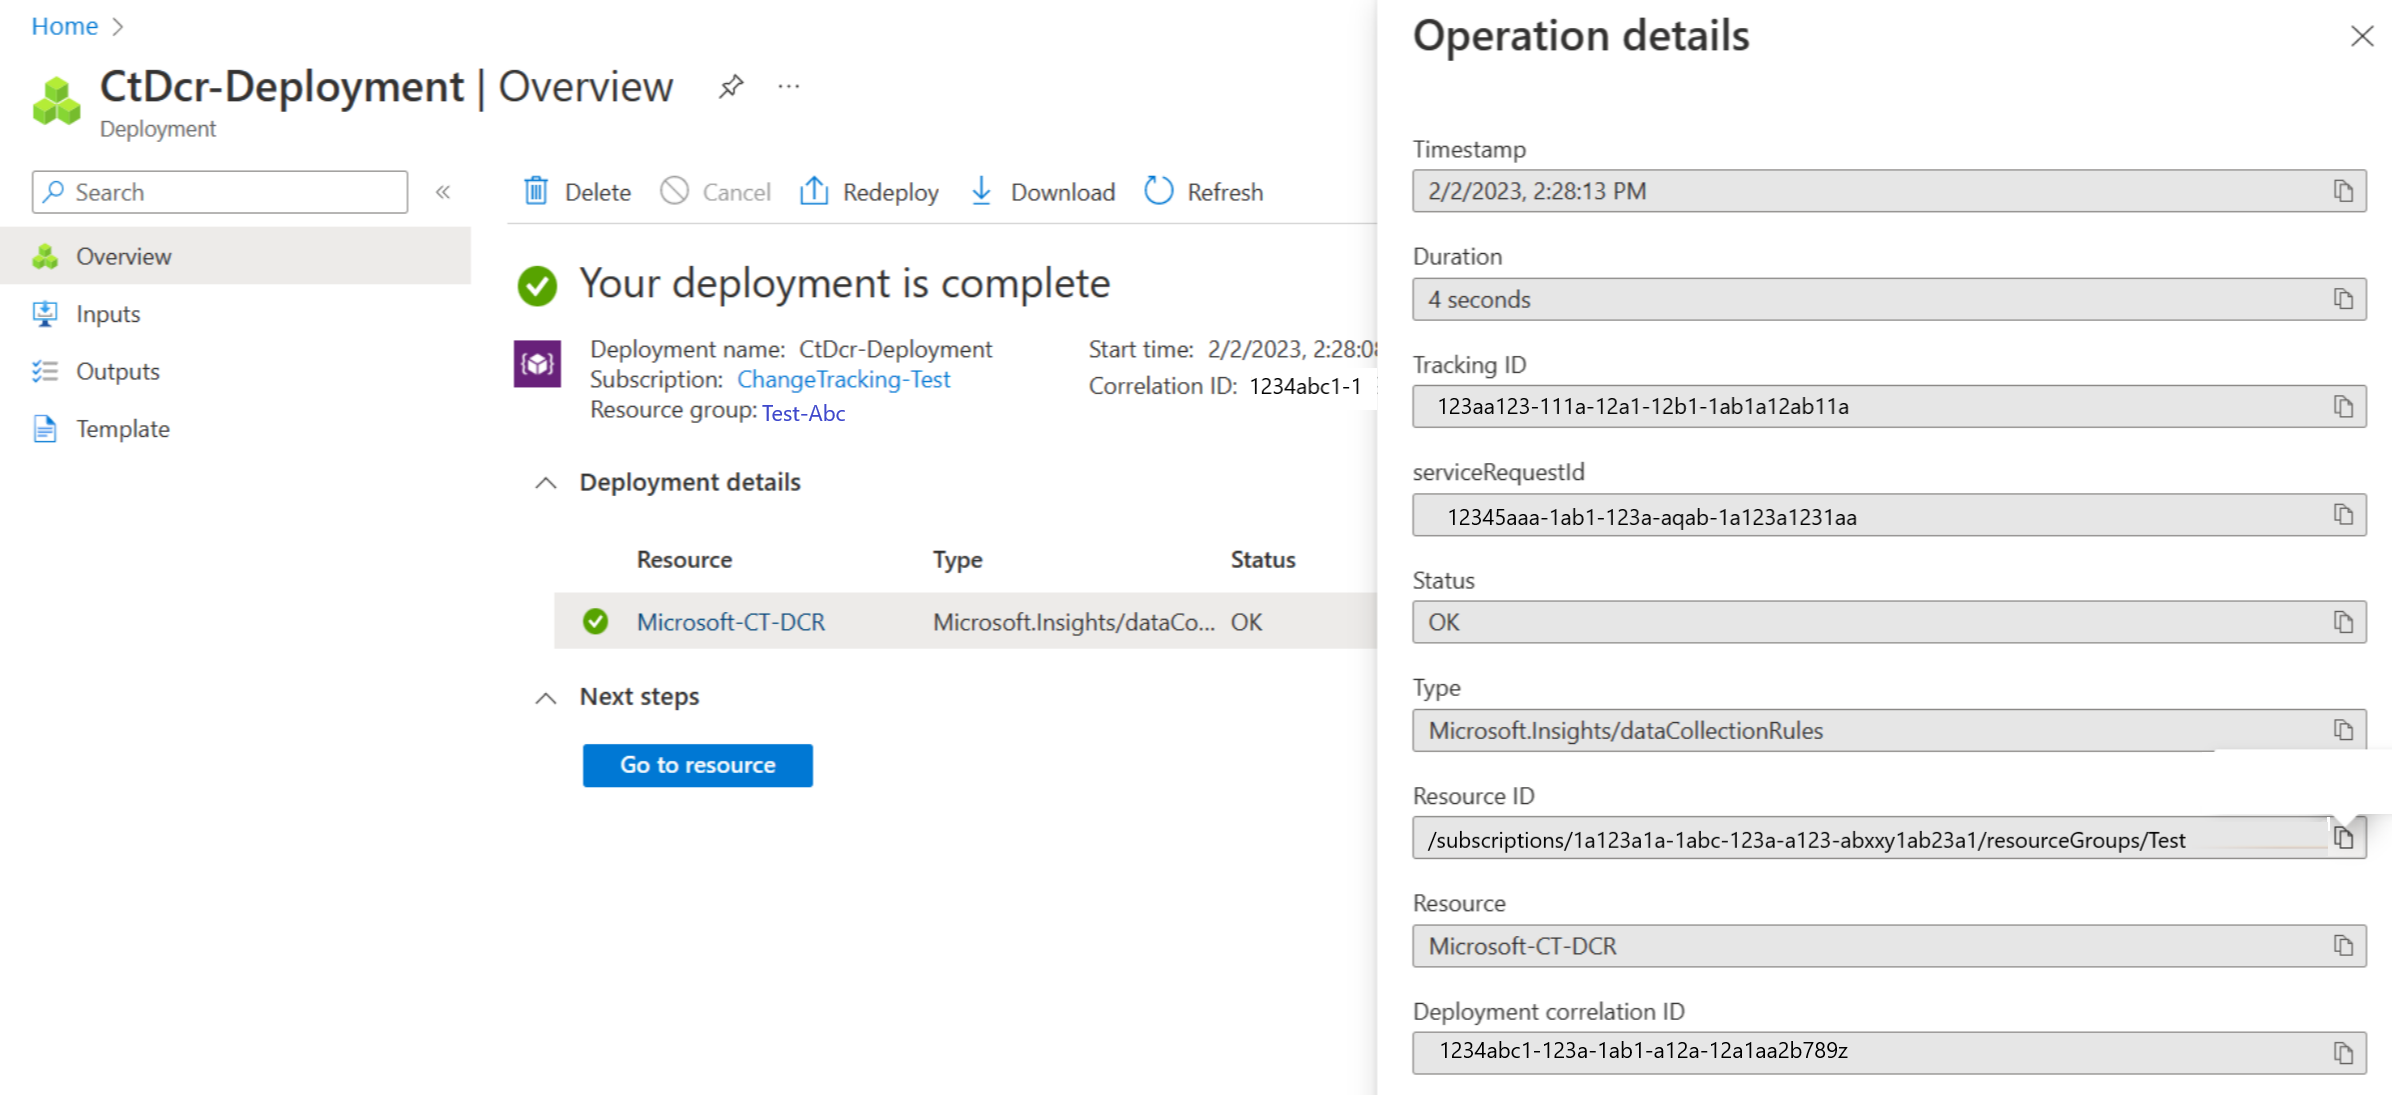 Home
CtDcr-Deployment | Overview
Deployment
Search
Overview
Inputs
Outputs
Template
Delete Cancel Redeploy Download Refresh
Your deployment is complete
Deployment name: CtDcr-Deployment
Subscription: ChangeTracking-Test
Resource group: Test-Abc
Start time: 2/2/2023, 2:28:08
Correlation ID: 1234abc1-1
Deployment details
Resource Type Status
Microsoft-CT-DCR Microsoft.Insights/dataCo... OK
Next steps
Go to resource
Operation details
Timestamp
2/2/2023, 2:28:13 PM
Duration
4 seconds
Tracking ID
123aa123-111a-12a1-12b1-1ab1a12ab11a
serviceRequestId
12345aaa-1ab1-123a-aqab-1a123a1231aa
Status
OK
Type
Microsoft.Insights/dataCollectionRules
Resource ID
/subscriptions/1a123a1a-1abc-123a-a123-abxxy1ab23a1/resourceGroups/Test
Resource
Microsoft-CT-DCR
Deployment correlation ID
1234abc1-123a-1ab1-a12a-12a1aa2b789z